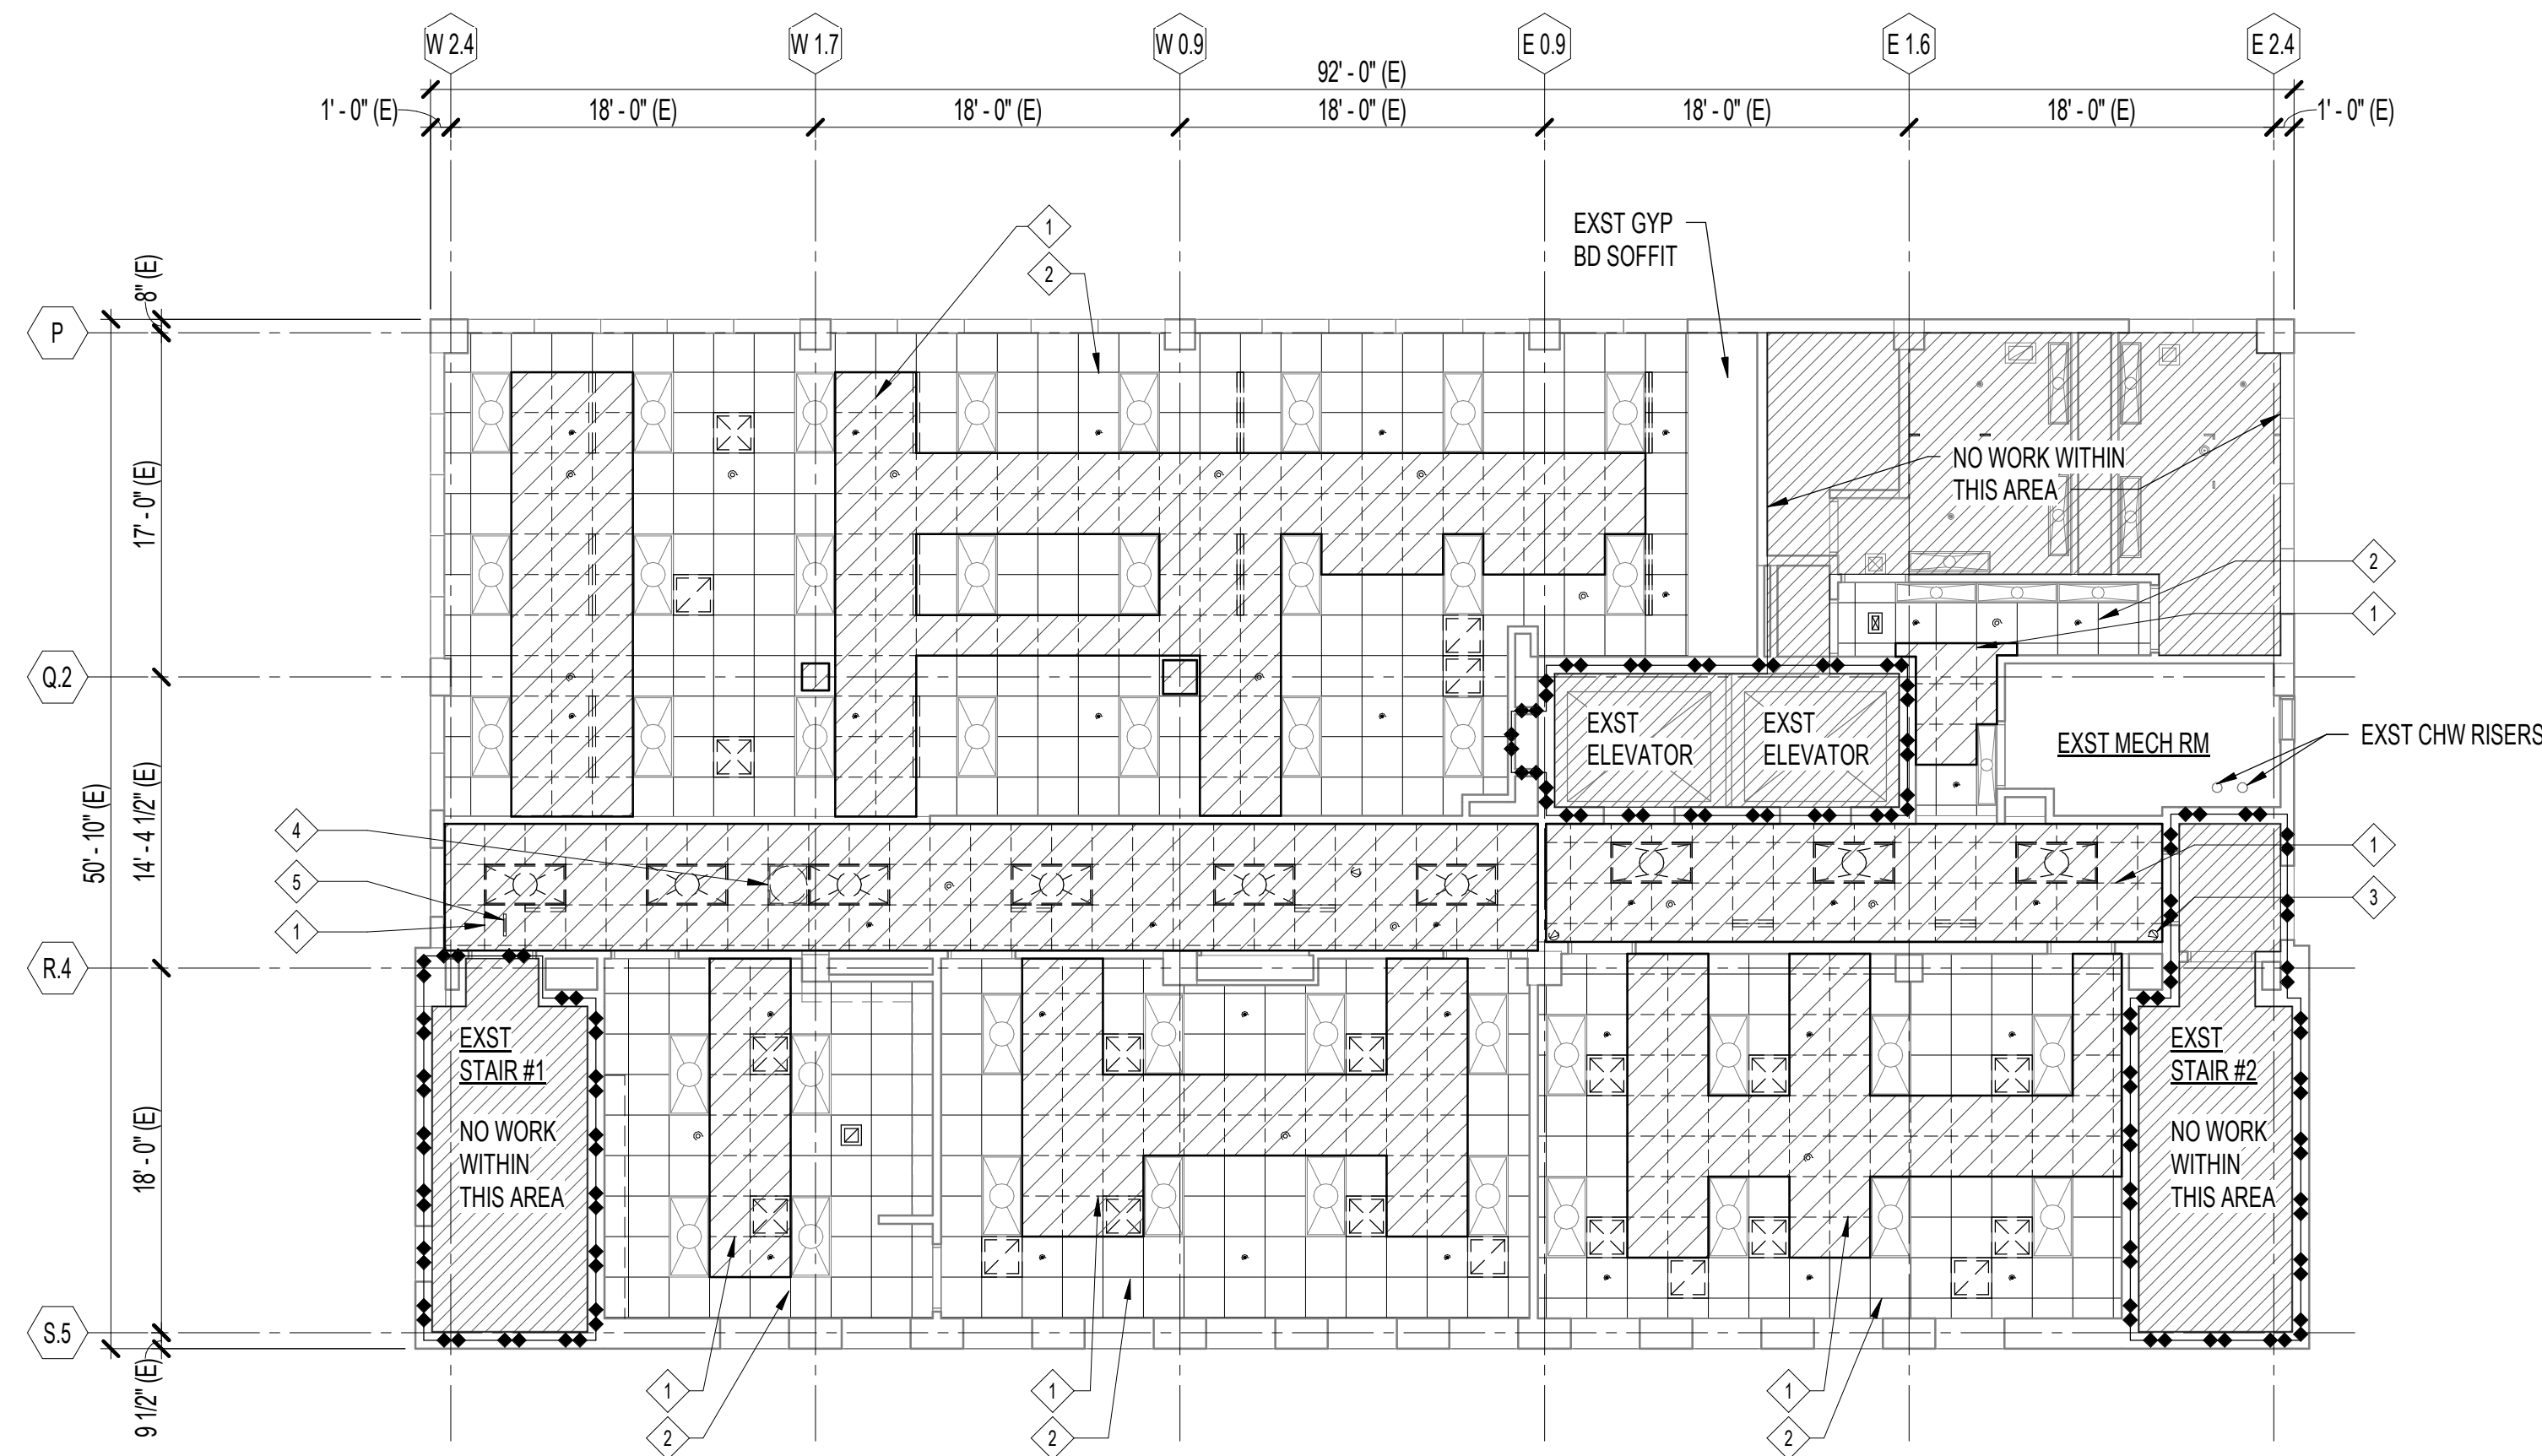 W 2.4
W 1.7
W 0.9
E 0.9
E 1.6
E 2.4
92' - 0" (E)
1' - 0" (E)
18' - 0" (E)
18' - 0" (E)
18' - 0" (E)
18' - 0" (E)
18' - 0" (E)
1' - 0" (E)
1
2
EXST GYP
BD SOFFIT
8" (E)
P
17' - 0" (E)
NO WORK WITHIN
THIS AREA
2
1
Q.2
EXST
ELEVATOR
EXST
ELEVATOR
EXST MECH RM
EXST CHW RISERS
50' - 10" (E)
14' - 4 1/2" (E)
4
5
1
1
3
R.4
EXST
STAIR #1
NO WORK
WITHIN
THIS AREA
EXST
STAIR #2
NO WORK
WITHIN
THIS AREA
18' - 0" (E)
S.5
9 1/2" (E)
1
2
1
2
1
2